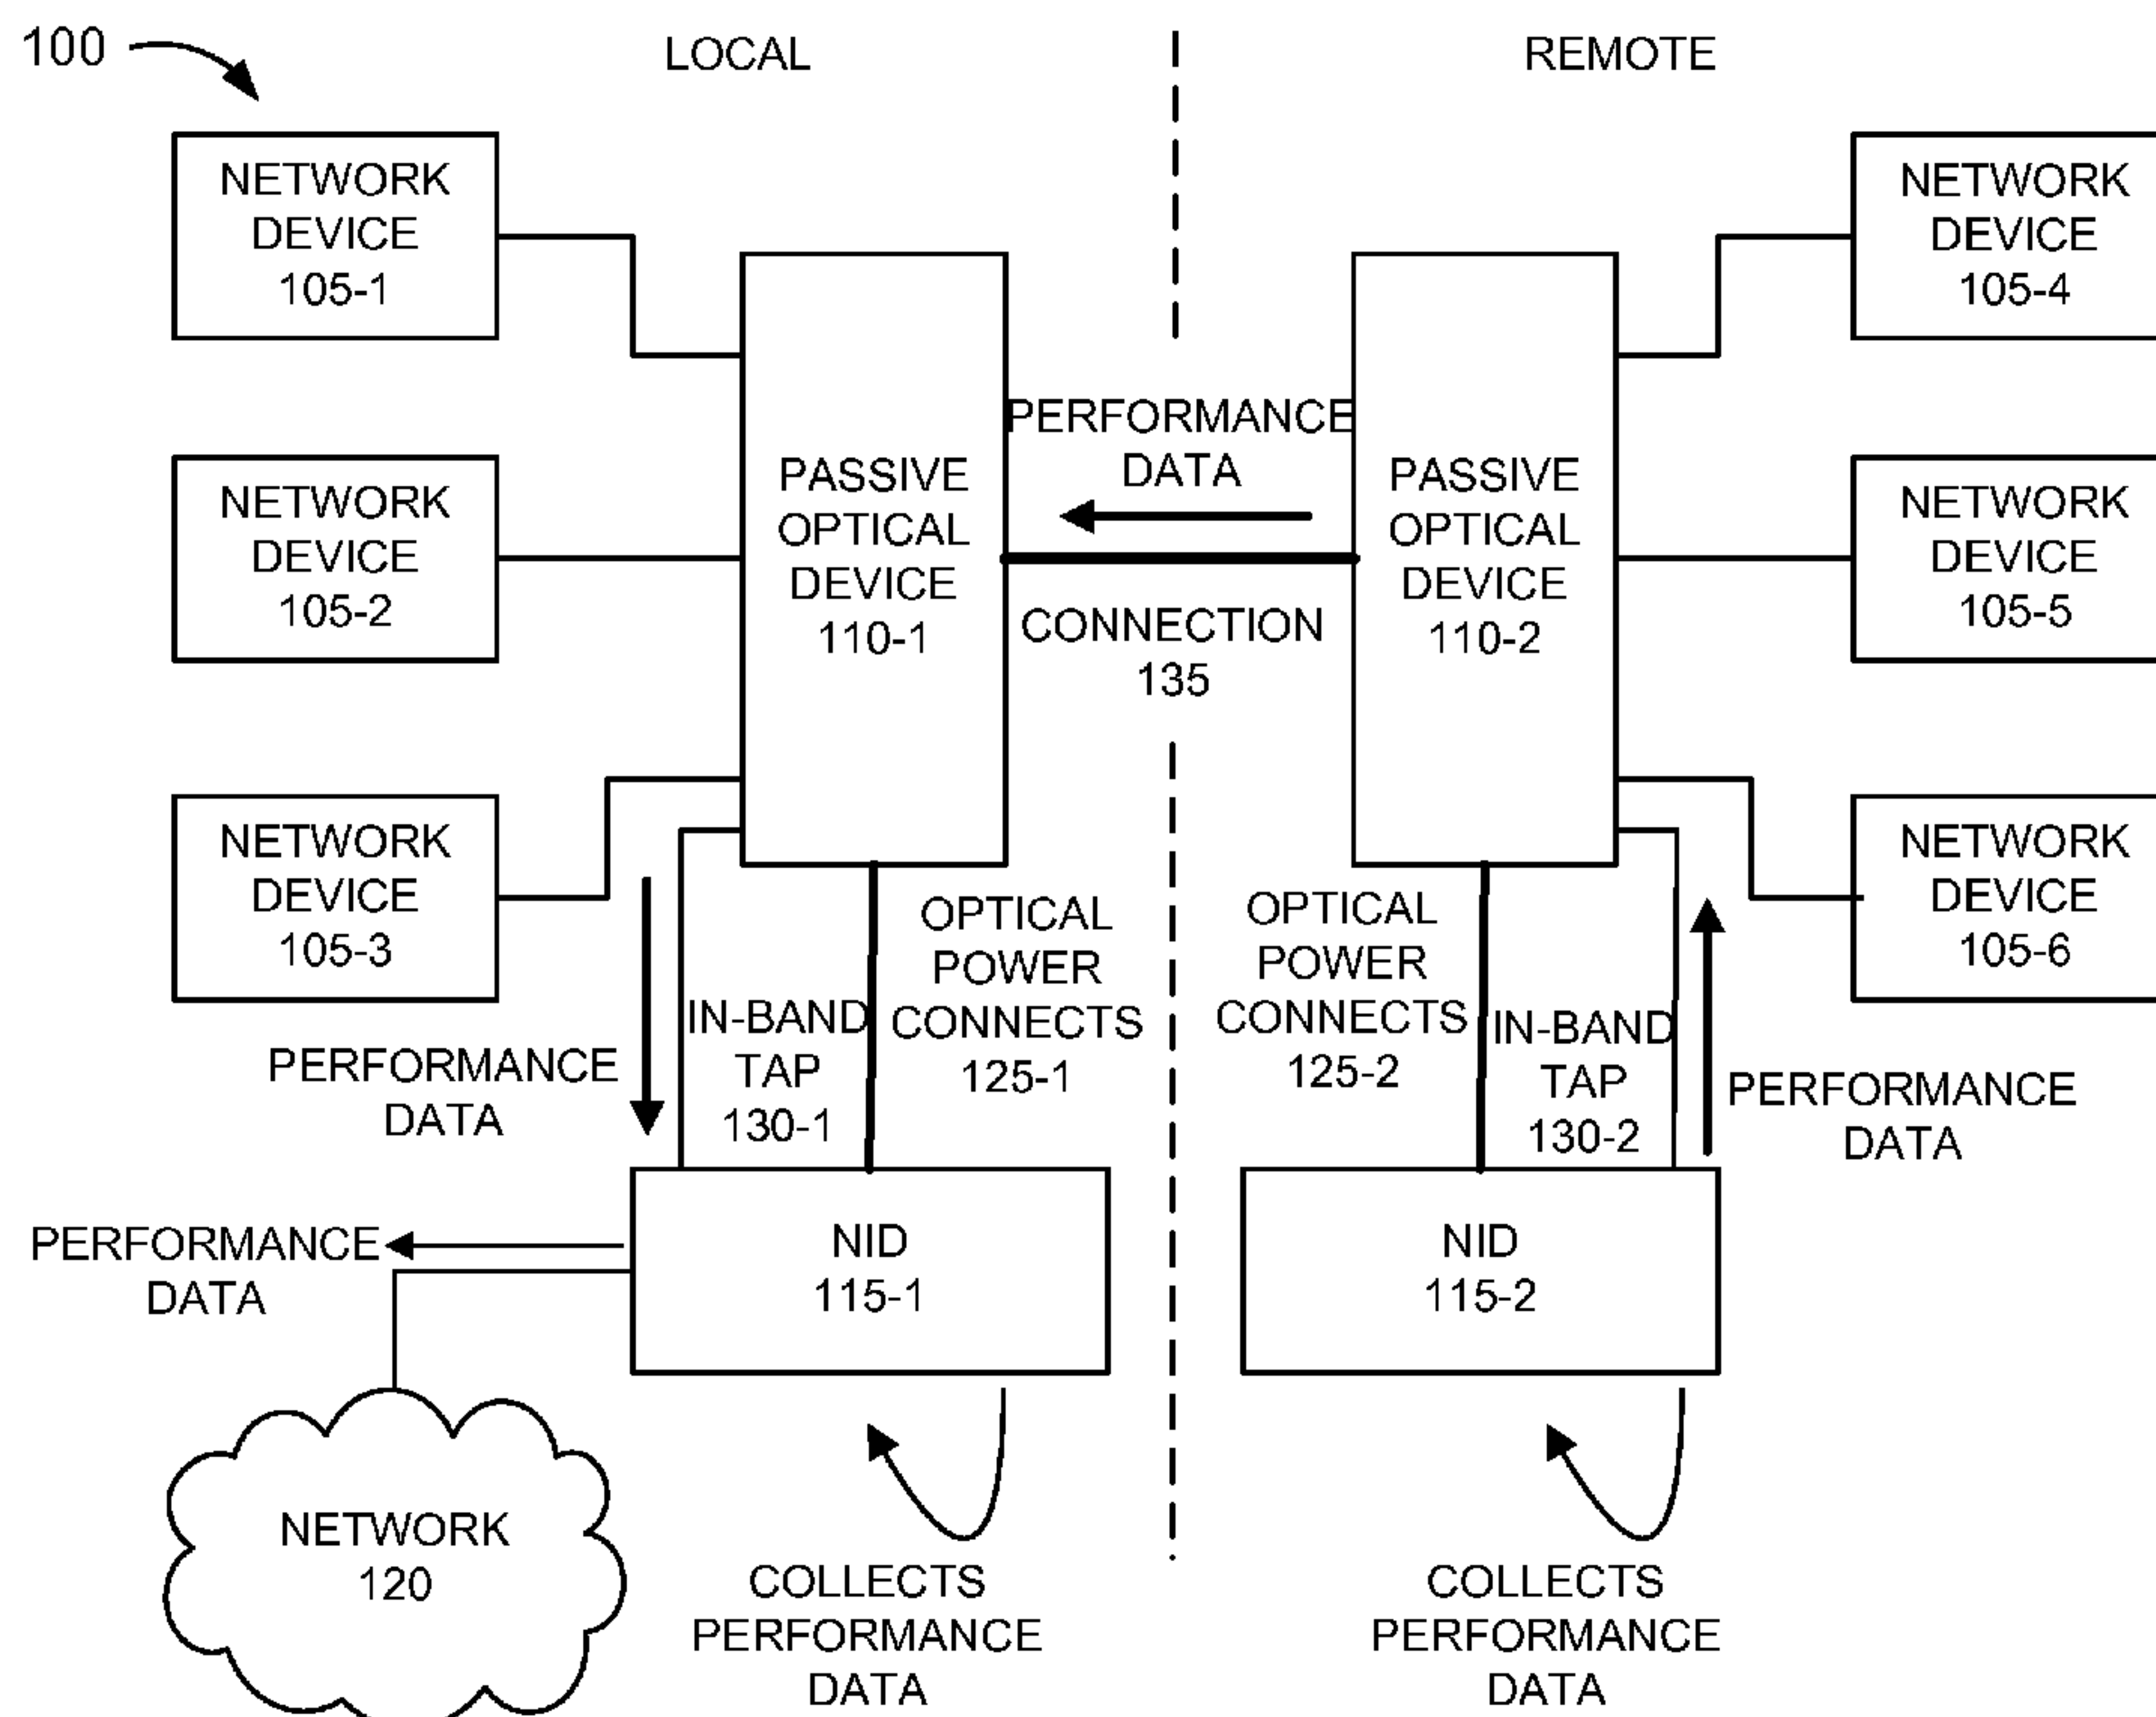 100
LOCAL
REMOTE
NETWORK
DEVICE
105-1
NETWORK
DEVICE
105-2
NETWORK
DEVICE
105-3
PASSIVE
OPTICAL
DEVICE
110-1
PERFORMANCE
DATA
CONNECTION
135
PASSIVE
OPTICAL
DEVICE
110-2
NETWORK
DEVICE
105-4
NETWORK
DEVICE
105-5
NETWORK
DEVICE
105-6
PERFORMANCE
DATA
IN-BAND
TAP
130-1
OPTICAL
POWER
CONNECTS
125-1
OPTICAL
POWER
CONNECTS
125-2
IN-BAND
TAP
130-2
PERFORMANCE
DATA
PERFORMANCE
DATA
NID
115-1
NID
115-2
NETWORK
120
COLLECTS
PERFORMANCE
DATA
COLLECTS
PERFORMANCE
DATA